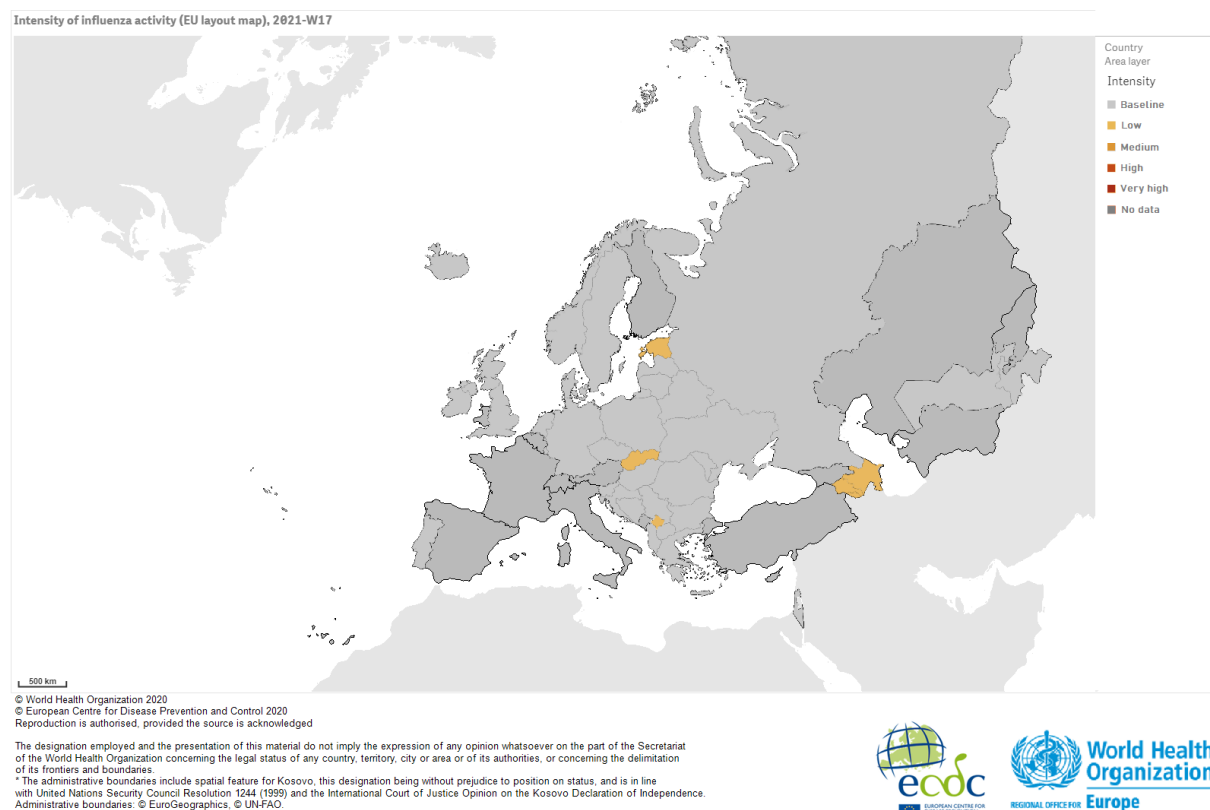 Intensity of influenza activity (EU layout map), 2021-W17
Country
Area layer
Intensity
Baseline
Low
Medium
High
Very high
No data
500 km
© World Health Organization 2020
© European Centre for Disease Prevention and Control 2020
Reproduction is authorised, provided the source is acknowledged
The designation employed and the presentation of this material do not imply the expression of any opinion whatsoever on the part of the Secretariat
of the World Health Organization concerning the legal status of any country, territory, city or area or of its authorities, or concerning the delimitation
of its frontiers and boundaries.
* The administrative boundaries include spatial feature for Kosovo, this designation being without prejudice to position on status, and is in line
with United Nations Security Council Resolution 1244 (1999) and the International Court of Justice Opinion on the Kosovo Declaration of Independence.
Administrative boundaries: © EuroGeographics, © UN-FAO.
ecdc
EUROPEAN CENTRE FOR
World Health
Organization
REGIONAL OFFICE FOR Europe